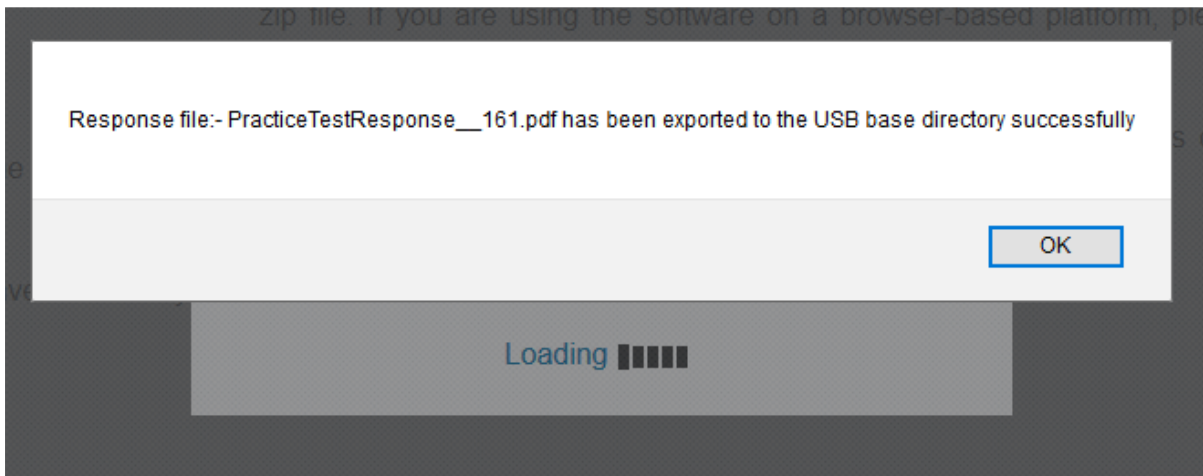 zip file. If you are using the software on a browser-based platform, ple
Response file:- PracticeTestResponse__161.pdf has been exported to the USB base directory successfully
OK
Loading